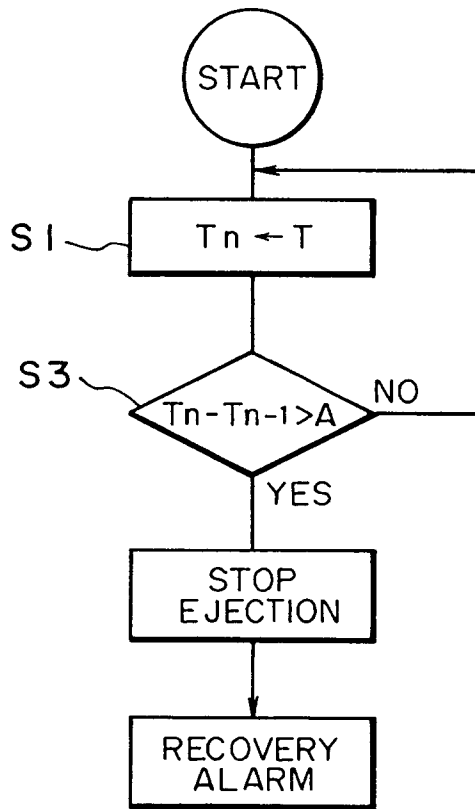 START
S1
Tn ← T
S3
Tn-Tn-1>A
NO
YES
STOP
EJECTION
RECOVERY
ALARM